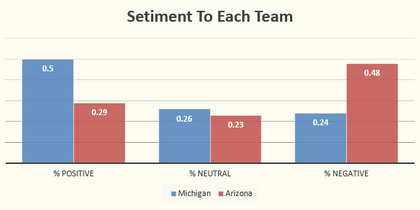 Setiment To Each Team
0.5
0.29
0.26
0.23
0.24
0.48
% POSITIVE
% NEUTRAL
% NEGATIVE
Michigan
Arizona